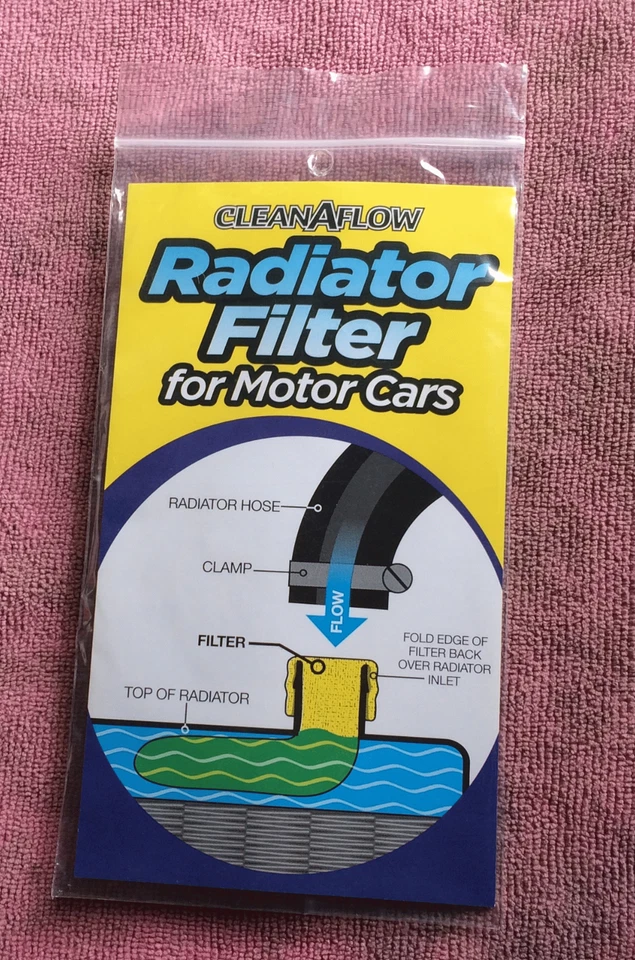 CLEANAFLOW
Radiator
Filter
for Motor Cars
RADIATOR HOSE
CLAMP
FLOW
FILTER
FOLD EDGE OF
FILTER BACK
OVER RADIATOR
INLET
TOP OF RADIATOR